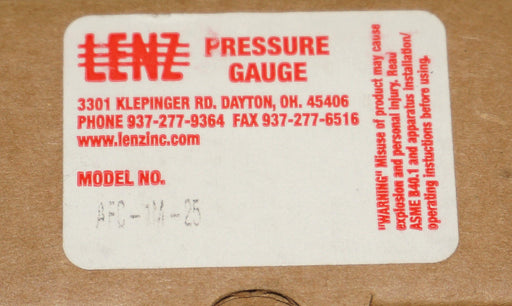 LENZ PRESSURE
GAUGE
3301 KLEPINGER RD. DAYTON, OH. 45406
PHONE 937-277-9364 FAX 937-277-6516
www.lenzinc.com
MODEL NO.
AFC-1M-25
"WARNING" Misuse of product may cause
explosion and personal injury. Read
ASME B40.1 and apparatus installation/
operating instuctions before using.